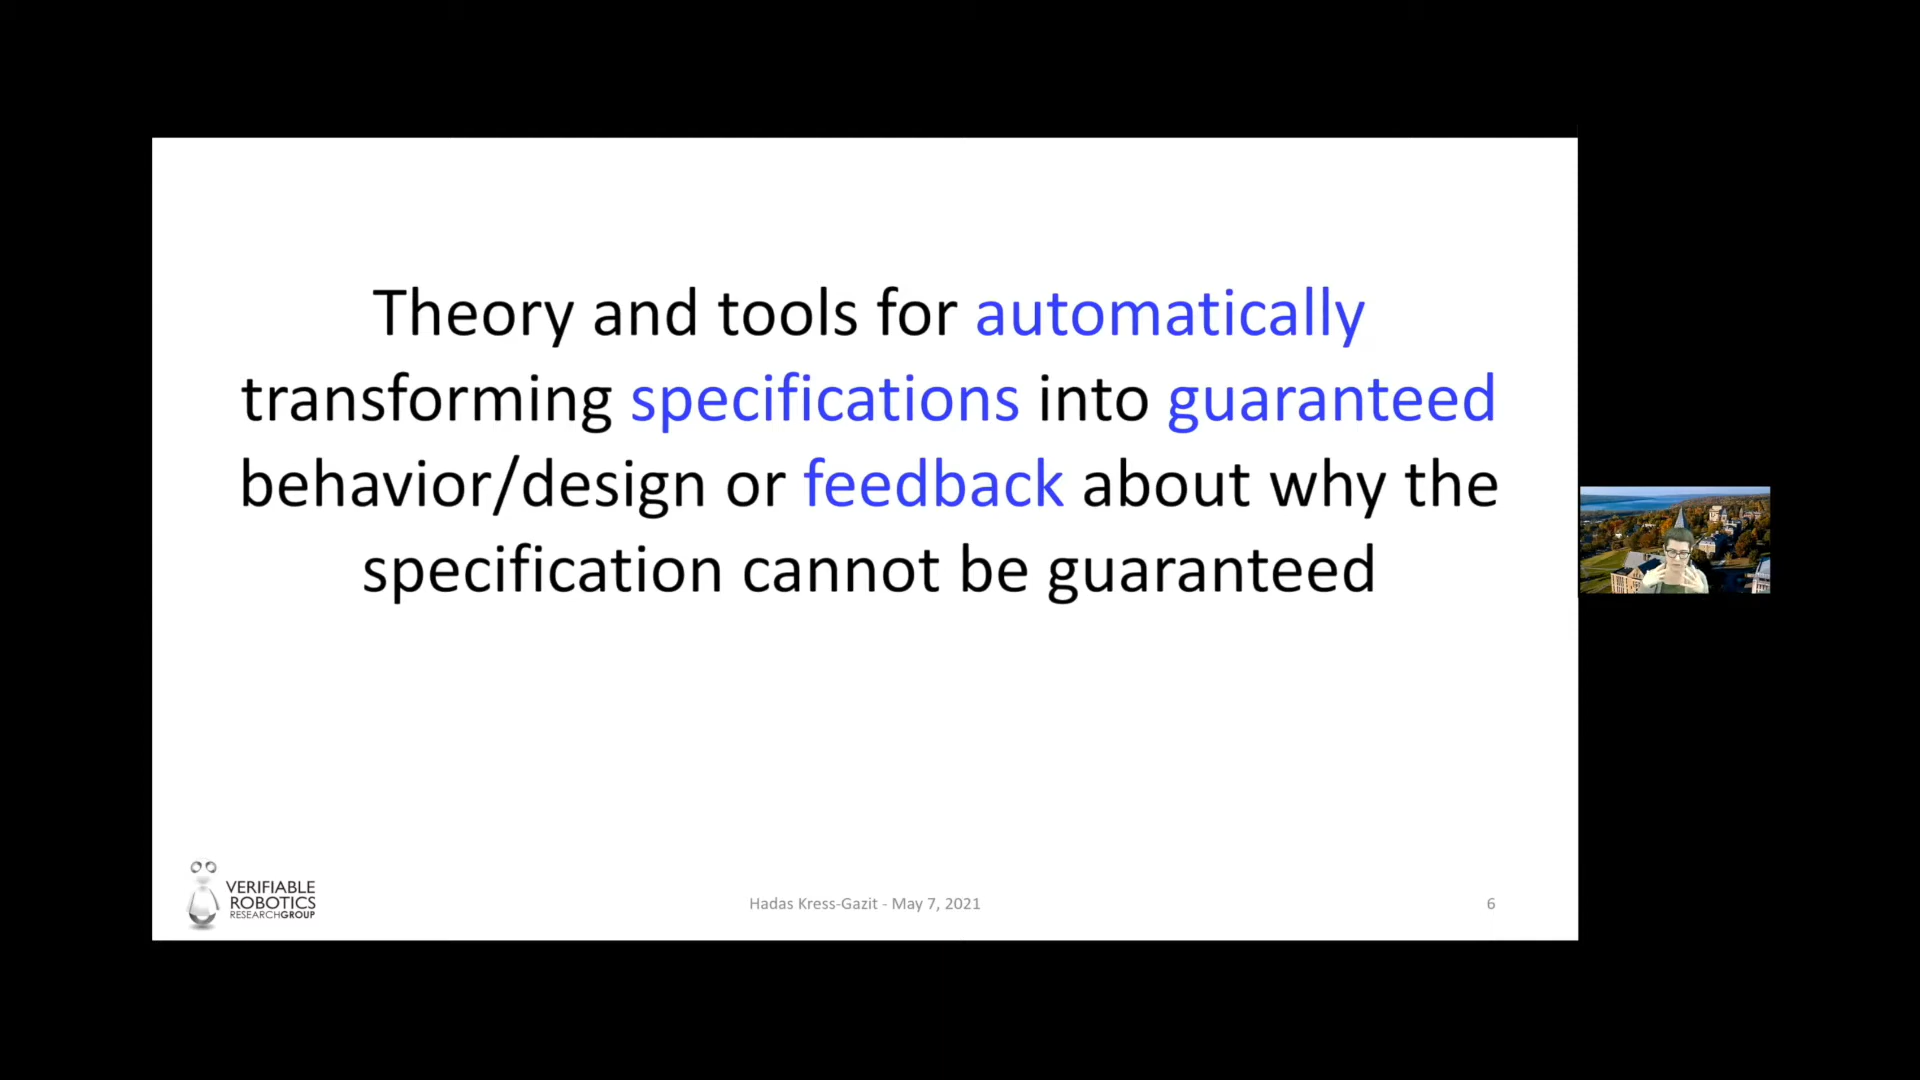 Theory and tools for automatically
transforming specifications into guaranteed
behavior/design or feedback about why the
specification cannot be guaranteed
VERIFIABLE
ROBOTICS
RESEARCHGROUP
Hadas Kress-Gazit - May 7, 2021
6